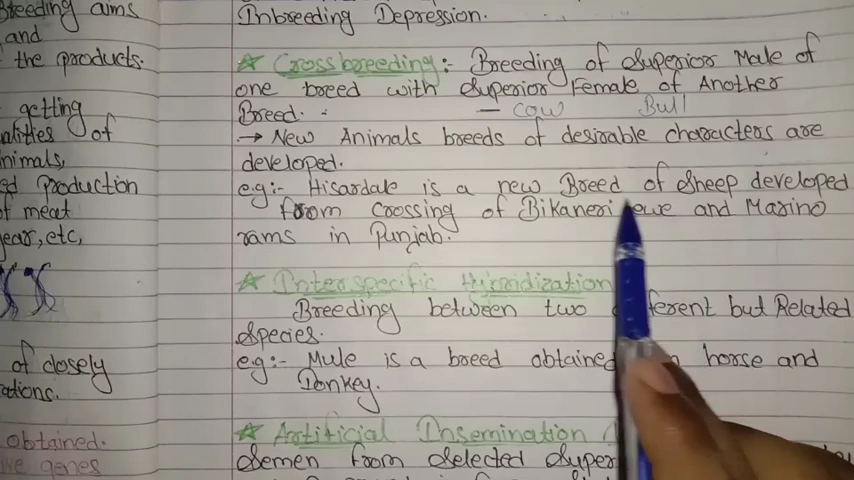 Breeding aims
and
the products.
getting
of
nimals,
production
of meat
year, etc,
of closely
ations.
obtained.
ve genes
Inbreeding Depression.
Crossbreeding:- Breeding of Superior Male of
one breed with Superior Female of Another
Breed. :
— COW Bull
→ New Animals breeds of desirable characters are
developed.
e.g:- Hisardale is a new Breed of Sheep developed
from crossing of Bikaneri ewe and Marino
rams in Punjab.
Interspecific Hybridization
Breeding between two fferent but Related
Species.
e.g:- Mule is a breed obtained horse and
Donkey.
Artificial Insemination
Semen from Selected Super